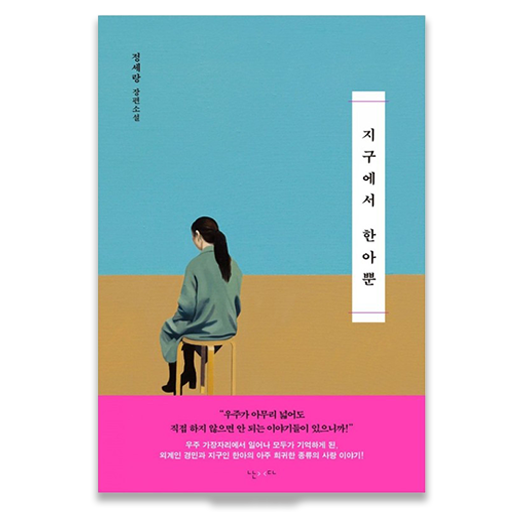 정세랑 장편소설
지구에서 한아뿐
“우주가 아무리 넓어도
직접 하지 않으면 안 되는 이야기들이 있으니까!”
우주 가장자리에서 일어나 모두가 기억하게 된,
외계인 경민과 지구인 한아의 아주 희귀한 종류의 사랑 이야기!
난다